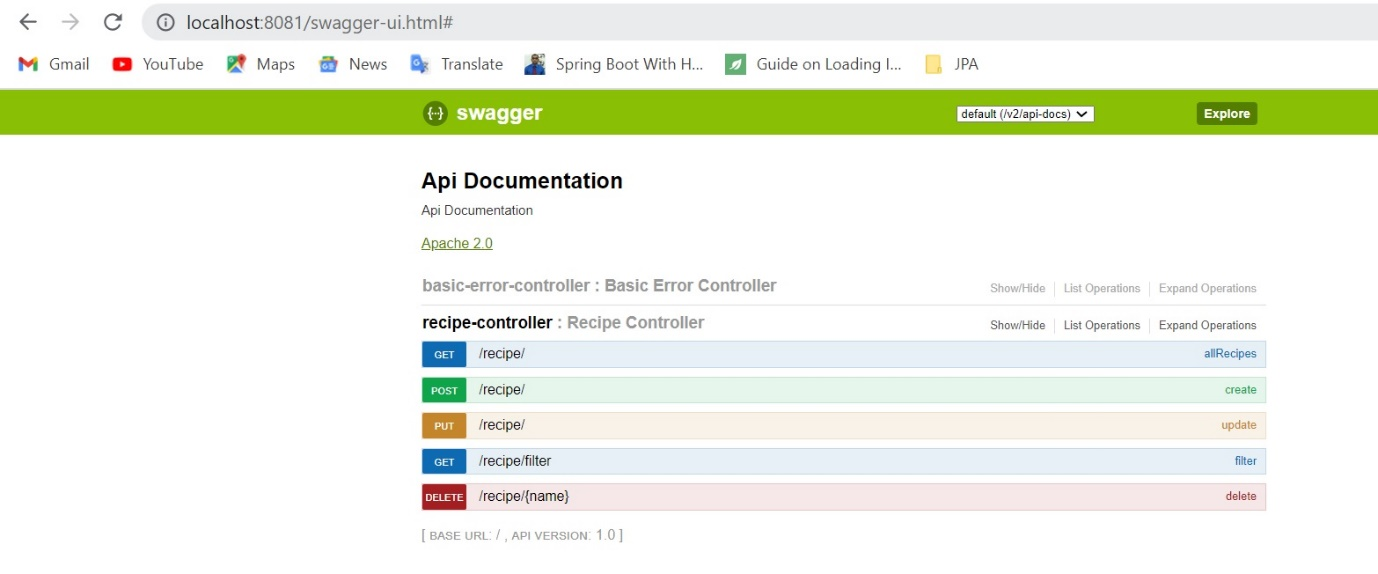 localhost:8081/swagger-ui.html#
Gmail YouTube Maps News Translate Spring Boot With H... Guide on Loading I... JPA
{···} swagger default (/v2/api-docs) Explore
Api Documentation
Api Documentation
Apache 2.0
basic-error-controller : Basic Error Controller Show/Hide List Operations Expand Operations
recipe-controller : Recipe Controller Show/Hide List Operations Expand Operations
GET /recipe/ allRecipes
POST /recipe/ create
PUT /recipe/ update
GET /recipe/filter filter
DELETE /recipe/{name} delete
[ BASE URL: / , API VERSION: 1.0 ]